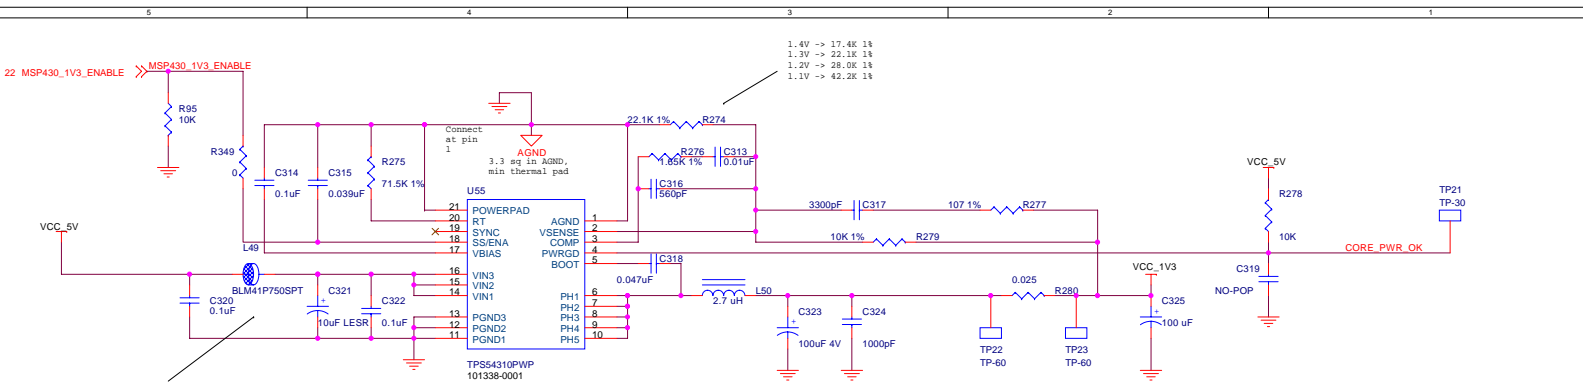 5 4 3 2 1
1.4V -> 17.4K 1%
1.3V -> 22.1K 1%
1.2V -> 28.0K 1%
1.1V -> 42.2K 1%
22 MSP430_1V3_ENABLE
MSP430_1V3_ENABLE
R95
10K
R349
0
C314
0.1uF
C315
0.039uF
R275
71.5K 1%
Connect
at pin
1
AGND
3.3 sq in AGND,
min thermal pad
22.1K 1%
R274
R276
1.65K 1%
C313
0.01uF
C316
560pF
3300pF
C317
107 1%
R277
10K 1%
R279
VCC_5V
R278
10K
TP21
TP-30
CORE_PWR_OK
C319
NO-POP
U55
21 POWERPAD
20 RT
19 SYNC
18 SS/ENA
17 VBIAS
16 VIN3
15 VIN2
14 VIN1
13 PGND3
12 PGND2
11 PGND1
AGND 1
VSENSE 2
COMP 3
PWRGD 4
BOOT 5
PH1 6
PH2 7
PH3 8
PH4 9
PH5 10
TPS54310PWP
101338-0001
VCC_5V
L49
BLM41P750SPT
C320
0.1uF
C321
+
10uF LESR
C322
0.1uF
C318
0.047uF
L50
2.7 uH
C323
+
100uF 4V
C324
1000pF
0.025
R280
TP22
TP-60
TP23
TP-60
VCC_1V3
C325
+
100 uF